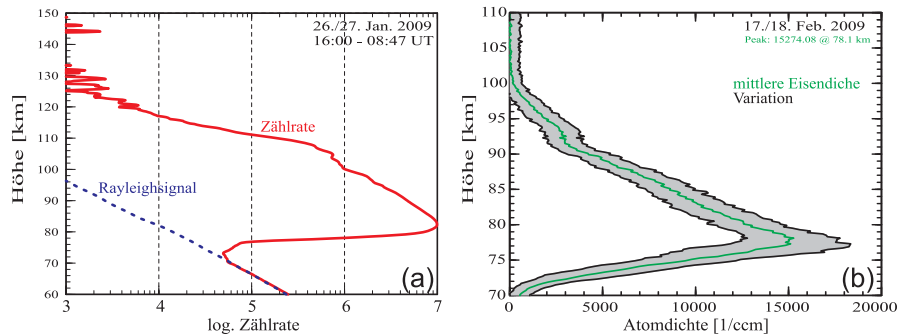 26./27. Jan. 2009
16:00 - 08:47 UT
Höhe [km]
150
140
130
120
110
100
90
80
70
60
Zählrate
Rayleighsignal
(a)
3 4 5 6 7
log. Zählrate
17./18. Feb. 2009
Peak: 15274.08 @ 78.1 km
mittlere Eisendiche
Variation
Höhe [km]
110
105
100
95
90
85
80
75
70
(b)
0 5000 10000 15000 20000
Atomdichte [1/ccm]